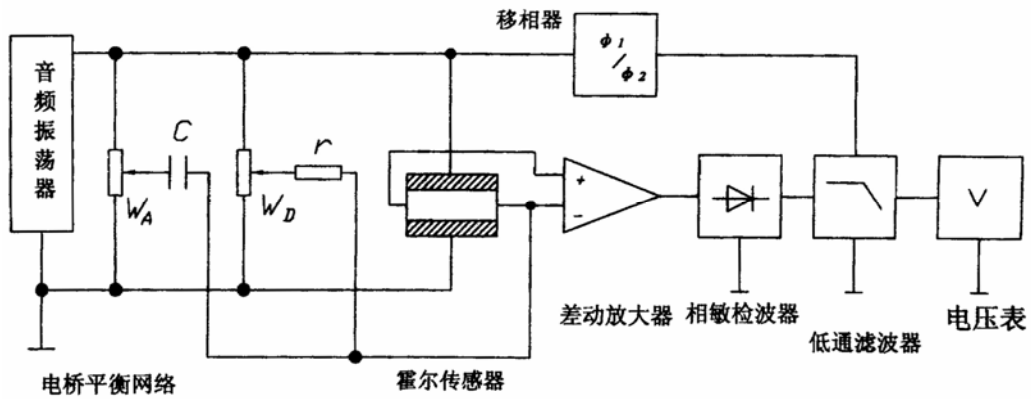 移相器
音频振荡器
Φ1
/Φ2
C
r
WA
WD
+
-
V
差动放大器
相敏检波器
低通滤波器
电压表
电桥平衡网络
霍尔传感器